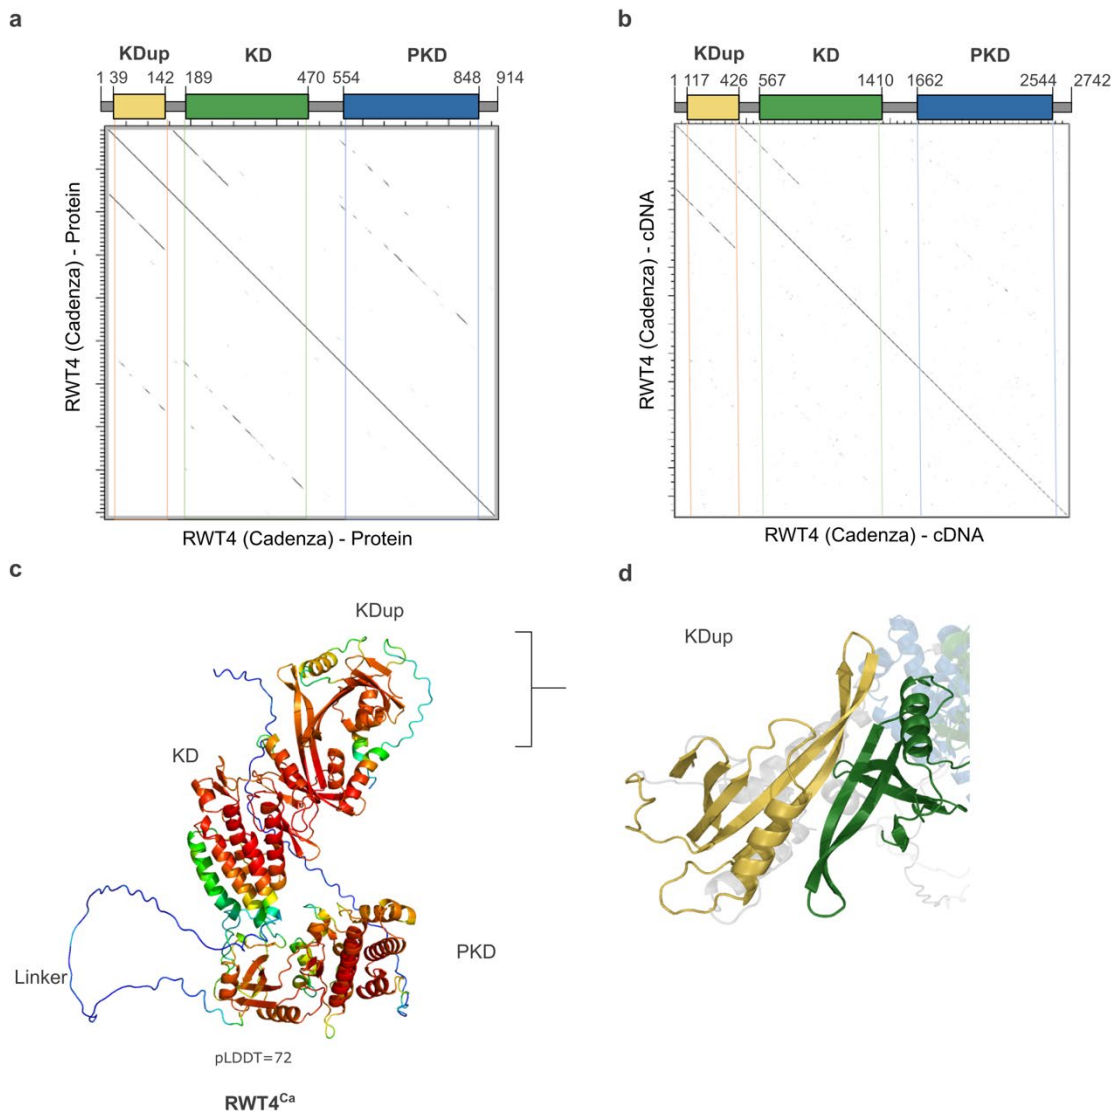 a
KDup KD PKD
1 39 142 189 470 554 848 914
RWT4 (Cadenza) - Protein
RWT4 (Cadenza) - Protein
b
KDup KD PKD
1 117 426 567 1410 1662 2544 2742
RWT4 (Cadenza) - cDNA
RWT4 (Cadenza) - cDNA
c
KDup
KD
PKD
Linker
pLDDT=72
RWT4Ca
d
KDup